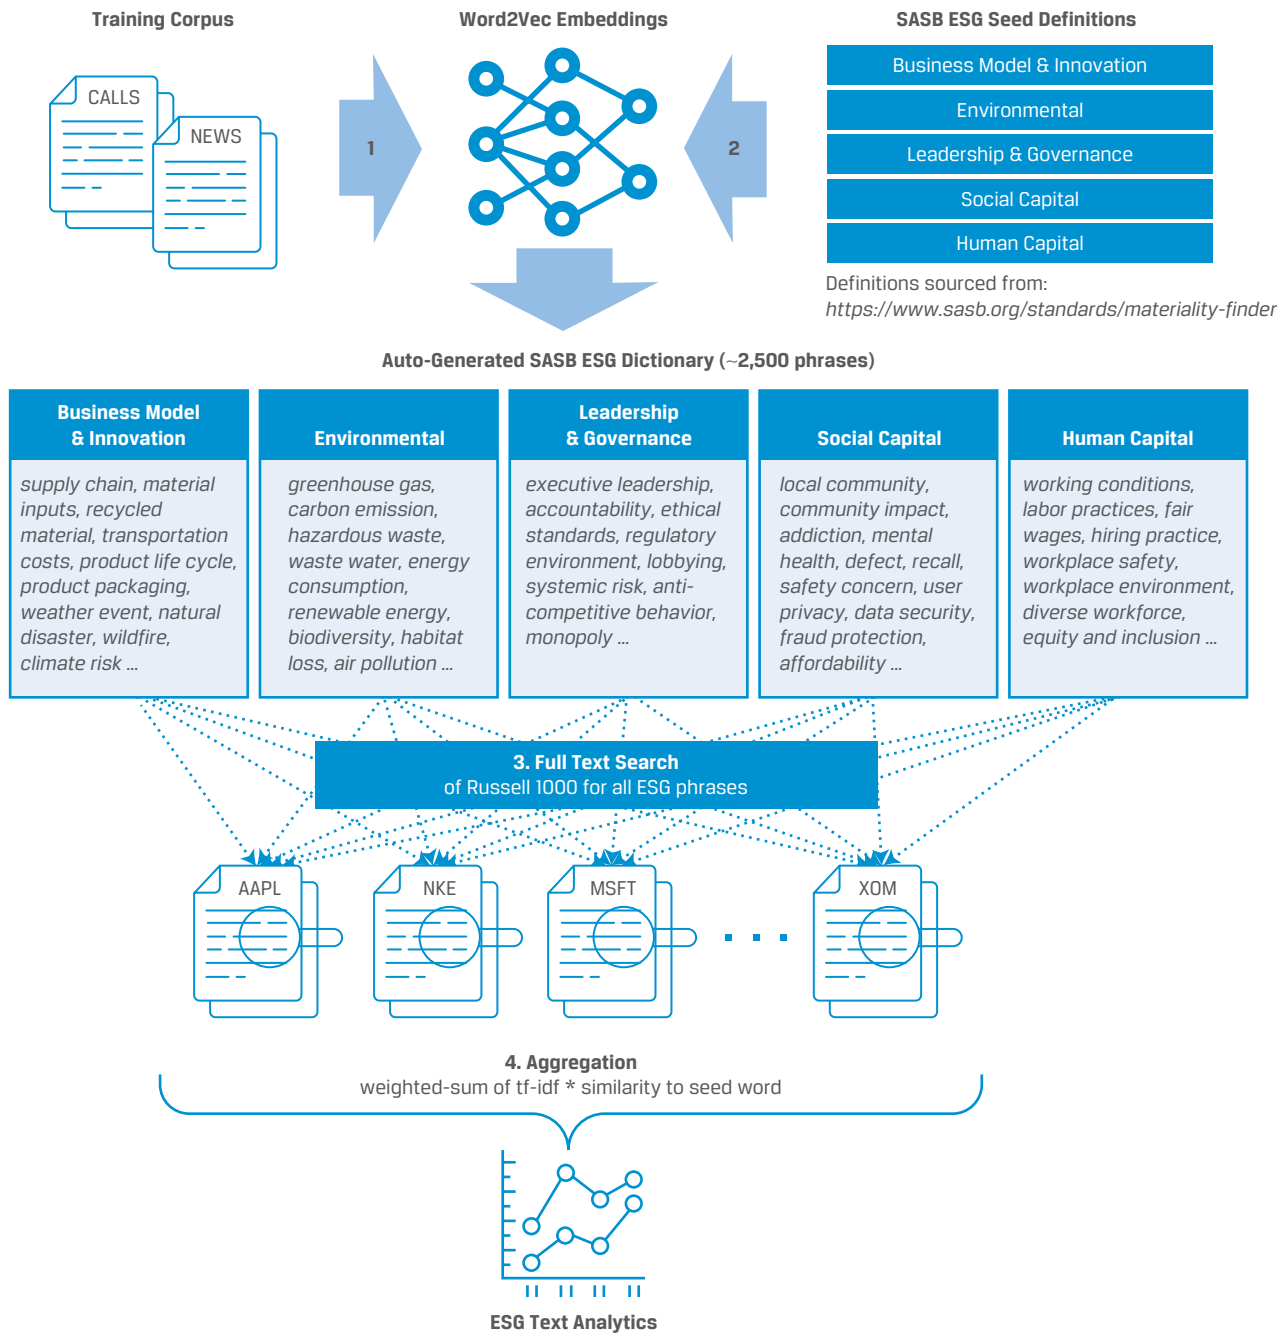 Training Corpus
Word2Vec Embeddings
SASB ESG Seed Definitions
CALLS
NEWS
1
2
Business Model & Innovation
Environmental
Leadership & Governance
Social Capital
Human Capital
Definitions sourced from:
https://www.sasb.org/standards/materiality-finder
Auto-Generated SASB ESG Dictionary (~2,500 phrases)
Business Model
& Innovation
supply chain, material
inputs, recycled
material, transportation
costs, product life cycle,
product packaging,
weather event, natural
disaster, wildfire,
climate risk ...
Environmental
greenhouse gas,
carbon emission,
hazardous waste,
waste water, energy
consumption,
renewable energy,
biodiversity, habitat
loss, air pollution ...
Leadership
& Governance
executive leadership,
accountability, ethical
standards, regulatory
environment, lobbying,
systemic risk, anti-
competitive behavior,
monopoly ...
Social Capital
local community,
community impact,
addiction, mental
health, defect, recall,
safety concern, user
privacy, data security,
fraud protection,
affordability ...
Human Capital
working conditions,
labor practices, fair
wages, hiring practice,
workplace safety,
workplace environment,
diverse workforce,
equity and inclusion ...
3. Full Text Search
of Russell 1000 for all ESG phrases
AAPL
NKE
MSFT
XOM
4. Aggregation
weighted-sum of tf-idf * similarity to seed word
ESG Text Analytics